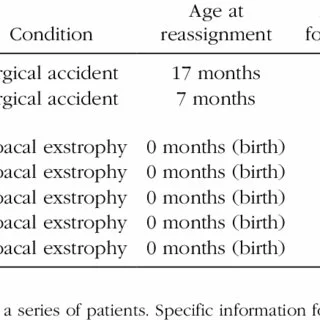 Age at
Condition reassignment fo
rgical accident 17 months
rgical accident 7 months
oacal exstrophy 0 months (birth)
oacal exstrophy 0 months (birth)
oacal exstrophy 0 months (birth)
oacal exstrophy 0 months (birth)
oacal exstrophy 0 months (birth)
a series of patients. Specific information fo